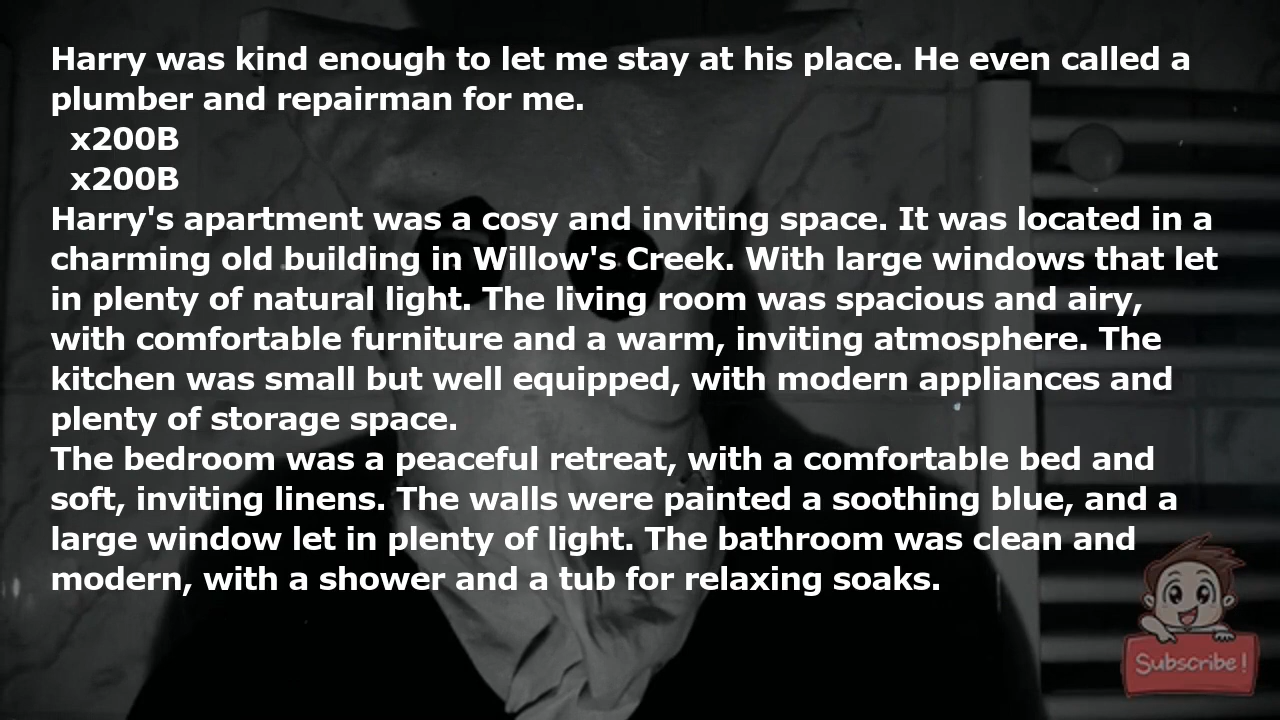 Harry was kind enough to let me stay at his place. He even called a
plumber and repairman for me.
x200B
x200B
Harry's apartment was a cosy and inviting space. It was located in a
charming old building in Willow's Creek. With large windows that let
in plenty of natural light. The living room was spacious and airy,
with comfortable furniture and a warm, inviting atmosphere. The
kitchen was small but well equipped, with modern appliances and
plenty of storage space.
The bedroom was a peaceful retreat, with a comfortable bed and
soft, inviting linens. The walls were painted a soothing blue, and a
large window let in plenty of light. The bathroom was clean and
modern, with a shower and a tub for relaxing soaks.
Subscribe!